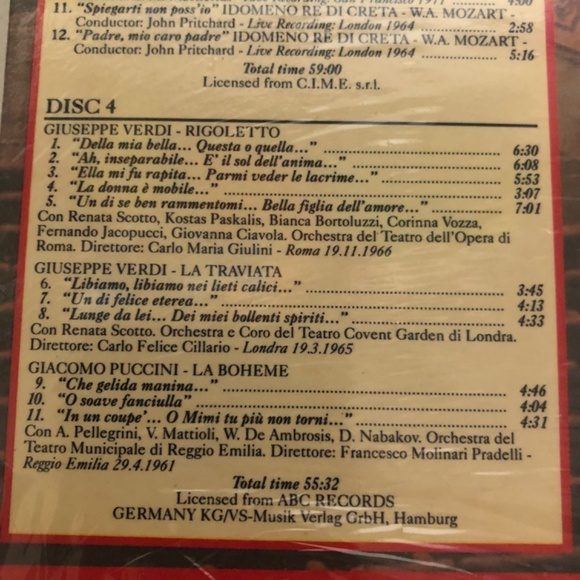 4:00
11. "Spiegarti non poss'io" IDOMENO RE DI CRETA - W.A. MOZART -
Conductor: John Pritchard - Live Recording: London 1964 .................. 2:58
12. "Padre, mio caro padre" IDOMENO RE DI CRETA - W.A. MOZART -
Conductor: John Pritchard - Live Recording: London 1964 .................. 5:16
Total time 59:00
Licensed from C.I.M.E. s.r.l.
DISC 4
GIUSEPPE VERDI - RIGOLETTO
1. "Della mia bella... Questa o quella..." .................. 6:30
2. "Ah, inseparabile... E' il sol dell'anima..." .................. 6:08
3. "Ella mi fu rapita... Parmi veder le lacrime..." .................. 5:53
4. "La donna è mobile..." .................. 3:07
5. "Un di se ben rammentomi... Bella figlia dell'amore..." .................. 7:01
Con Renata Scotto, Kostas Paskalis, Bianca Bortoluzzi, Corinna Vozza,
Fernando Jacopucci, Giovanna Ciavola. Orchestra del Teatro dell'Opera di
Roma. Direttore: Carlo Maria Giulini - Roma 19.11.1966
GIUSEPPE VERDI - LA TRAVIATA
6. "Libiamo, libiamo nei lieti calici..." .................. 3:45
7. "Un di felice eterea..." .................. 4:13
8. "Lunge da lei... Dei miei bollenti spiriti..." .................. 4:33
Con Renata Scotto. Orchestra e Coro del Teatro Covent Garden di Londra.
Direttore: Carlo Felice Cillario - Londra 19.3.1965
GIACOMO PUCCINI - LA BOHEME
9. "Che gelida manina..." .................. 4:46
10. "O soave fanciulla" .................. 4:04
11. "In un coupe'... O Mimi tu più non torni..." .................. 4:31
Con A. Pellegrini, V. Mattioli, W. De Ambrosis, D. Nabakov. Orchestra del
Teatro Municipale di Reggio Emilia. Direttore: Francesco Molinari Pradelli -
Reggio Emilia 29.4.1961
Total time 55:32
Licensed from ABC RECORDS
GERMANY KG/VS-Musik Verlag GrbH, Hamburg